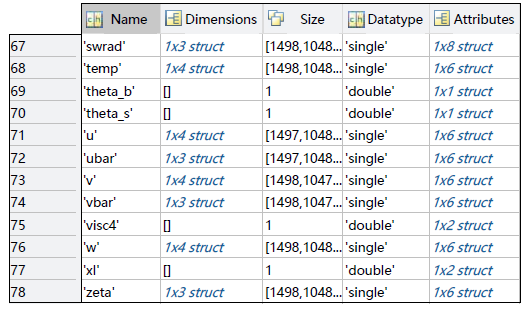 Name Dimensions Size Datatype Attributes
67 'swrad' 1x3 struct [1498,1048... 'single' 1x8 struct
68 'temp' 1x4 struct [1498,1048... 'single' 1x6 struct
69 'theta_b' [] 1 'double' 1x1 struct
70 'theta_s' [] 1 'double' 1x1 struct
71 'u' 1x4 struct [1497,1048... 'single' 1x6 struct
72 'ubar' 1x3 struct [1497,1048... 'single' 1x6 struct
73 'v' 1x4 struct [1498,1047... 'single' 1x6 struct
74 'vbar' 1x3 struct [1498,1047... 'single' 1x6 struct
75 'visc4' [] 1 'double' 1x2 struct
76 'w' 1x4 struct [1498,1048... 'single' 1x6 struct
77 'xl' [] 1 'double' 1x2 struct
78 'zeta' 1x3 struct [1498,1048... 'single' 1x6 struct